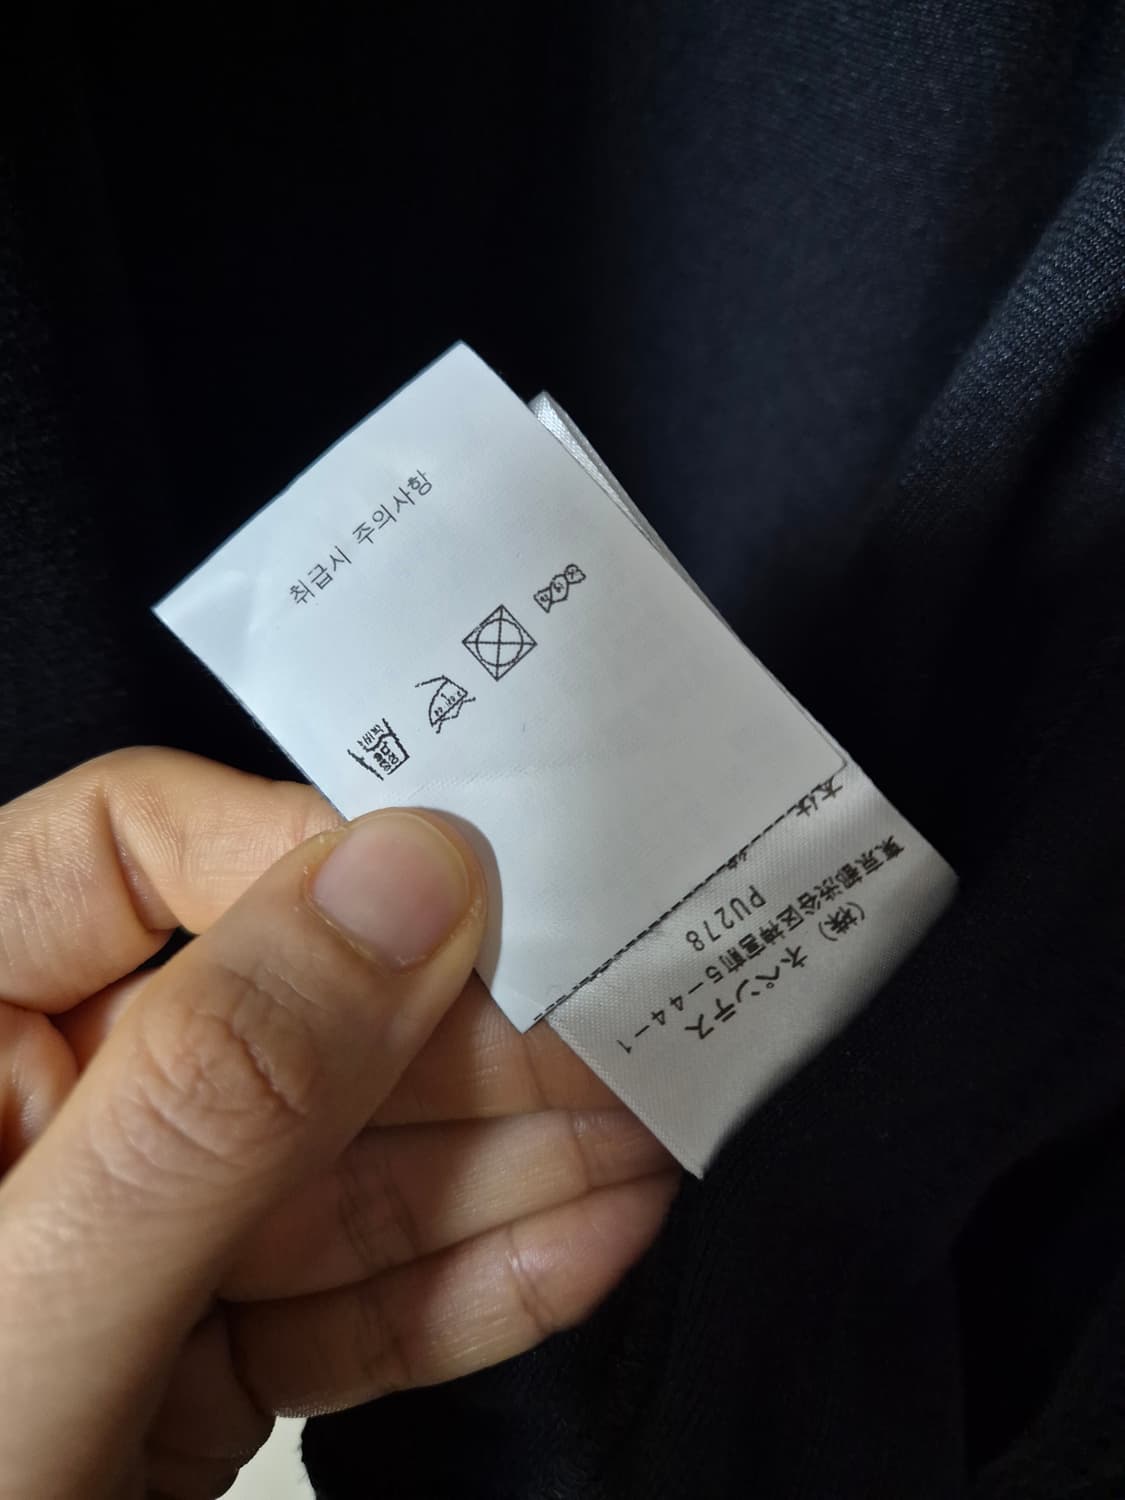 취급시 주의사항
(株) ネペンテス
東京都渋谷区神宮前5-44-1
PU278